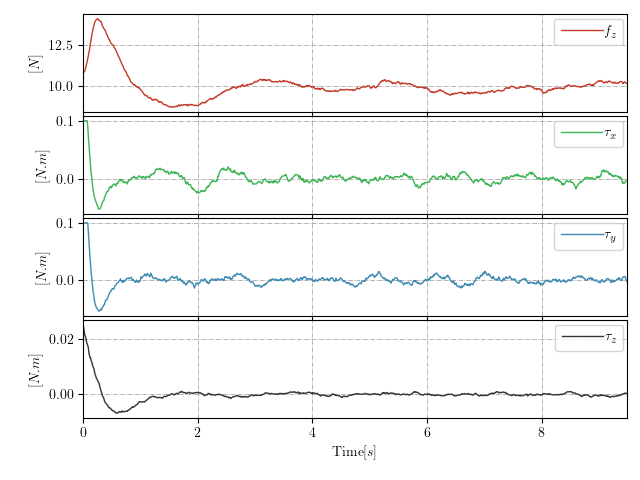 12.5
10.0
[N]
f_z
0.1
0.0
[N.m]
τ_x
0.1
0.0
[N.m]
τ_y
0.02
0.00
[N.m]
τ_z
0 2 4 6 8
Time[s]